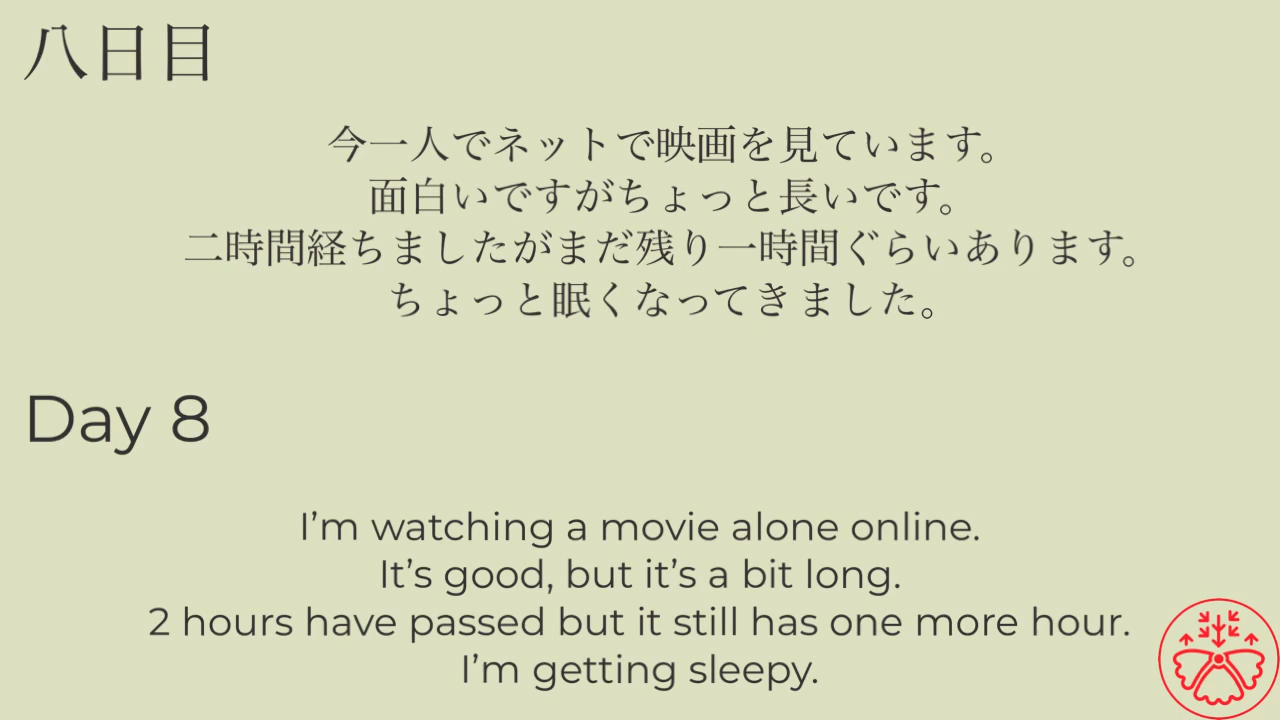 八日目
今一人でネットで映画を見ています。
面白いですがちょっと長いです。
二時間経ちましたがまだ残り一時間ぐらいあります。
ちょっと眠くなってきました。
Day 8
I'm watching a movie alone online.
It's good, but it's a bit long.
2 hours have passed but it still has one more hour.
I'm getting sleepy.